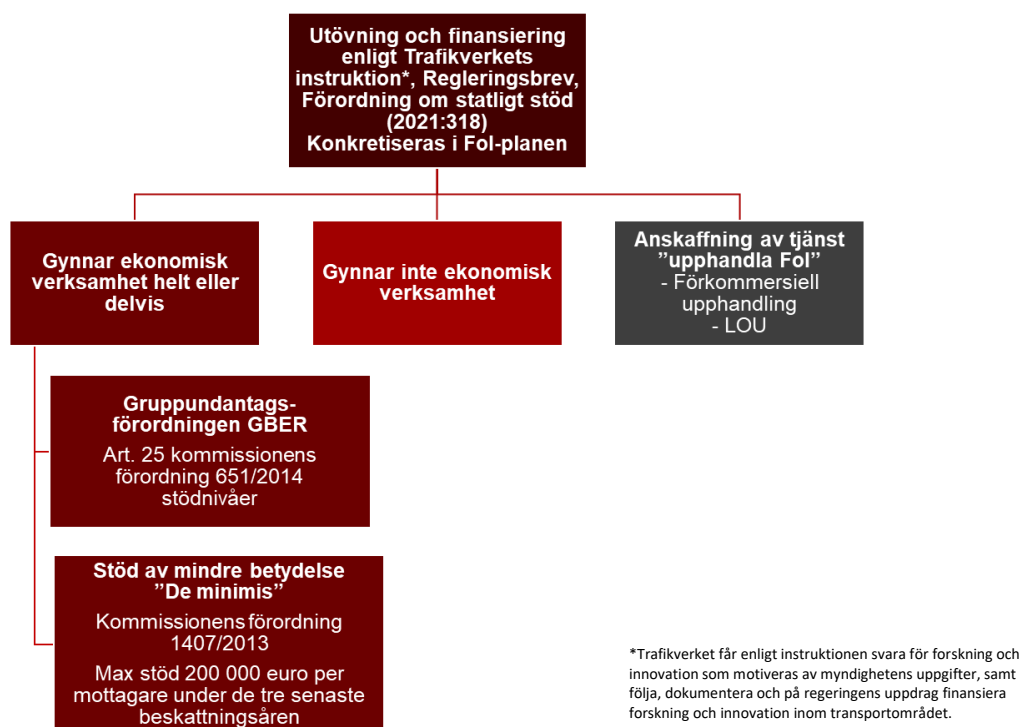 Utövning och finansiering
enligt Trafikverkets
instruktion*, Regleringsbrev,
Förordning om statligt stöd
(2021:318)
Konkretiseras i FoI-planen
Gynnar ekonomisk
verksamhet helt eller
delvis
Gynnar inte ekonomisk
verksamhet
Anskaffning av tjänst
”upphandla FoI”
- Förkommersiell
upphandling
- LOU
Gruppundantags-
förordningen GBER
Art. 25 kommissionens
förordning 651/2014
stödnivåer
Stöd av mindre betydelse
”De minimis”
Kommissionens förordning
1407/2013
Max stöd 200 000 euro per
mottagare under de tre senaste
beskattningsåren
*Trafikverket får enligt instruktionen svara för forskning och
innovation som motiveras av myndighetens uppgifter, samt
följa, dokumentera och på regeringens uppdrag finansiera
forskning och innovation inom transportområdet.